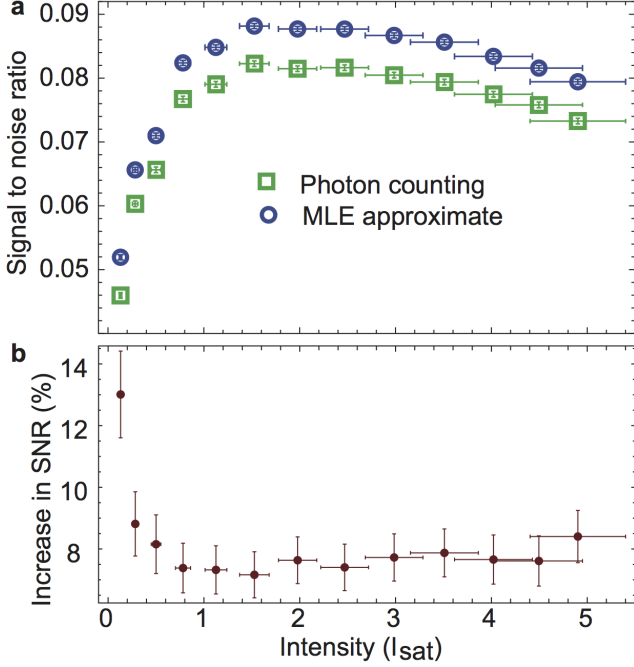 a
0.09
0.08
0.07
0.06
0.05
Signal to noise ratio
Photon counting
MLE approximate
b
14
12
10
8
Increase in SNR (%)
0 1 2 3 4 5
Intensity (Isat)